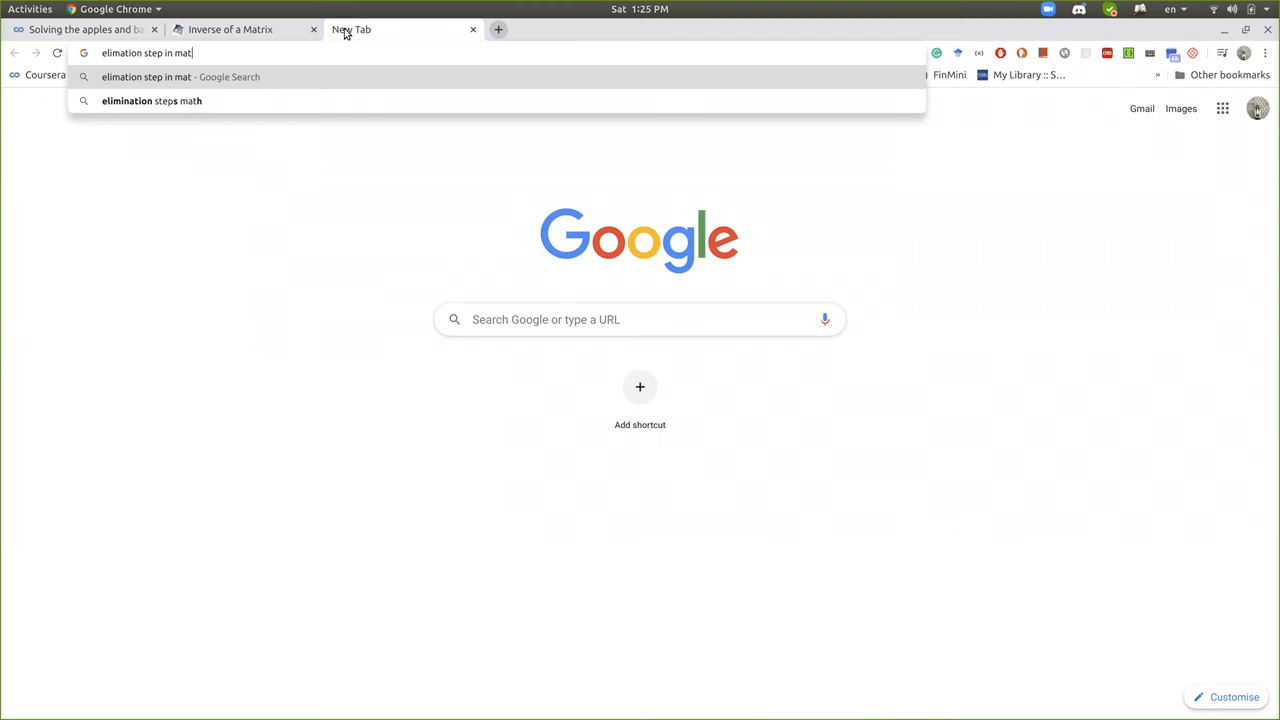 Activities Google Chrome Sat 1:25 PM en
Solving the apples and ba Inverse of a Matrix New Tab
elimation step in mat
Coursera FinMini My Library :: S... » Other bookmarks
elimation step in mat - Google Search
elimination steps math
Gmail Images
Google
Search Google or type a URL
Add shortcut
Customise